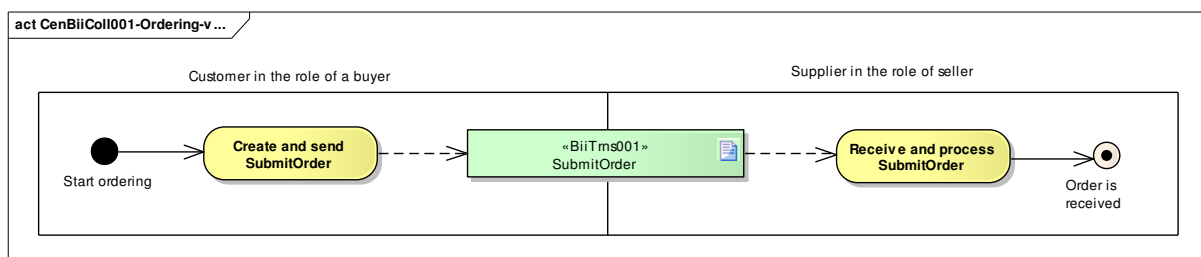 act CenBiiColl001-Ordering-v...
Customer in the role of a buyer
Supplier in the role of seller
Create and send
SubmitOrder
«BiiTrns001»
SubmitOrder
Receive and process
SubmitOrder
Start ordering
Order is
received